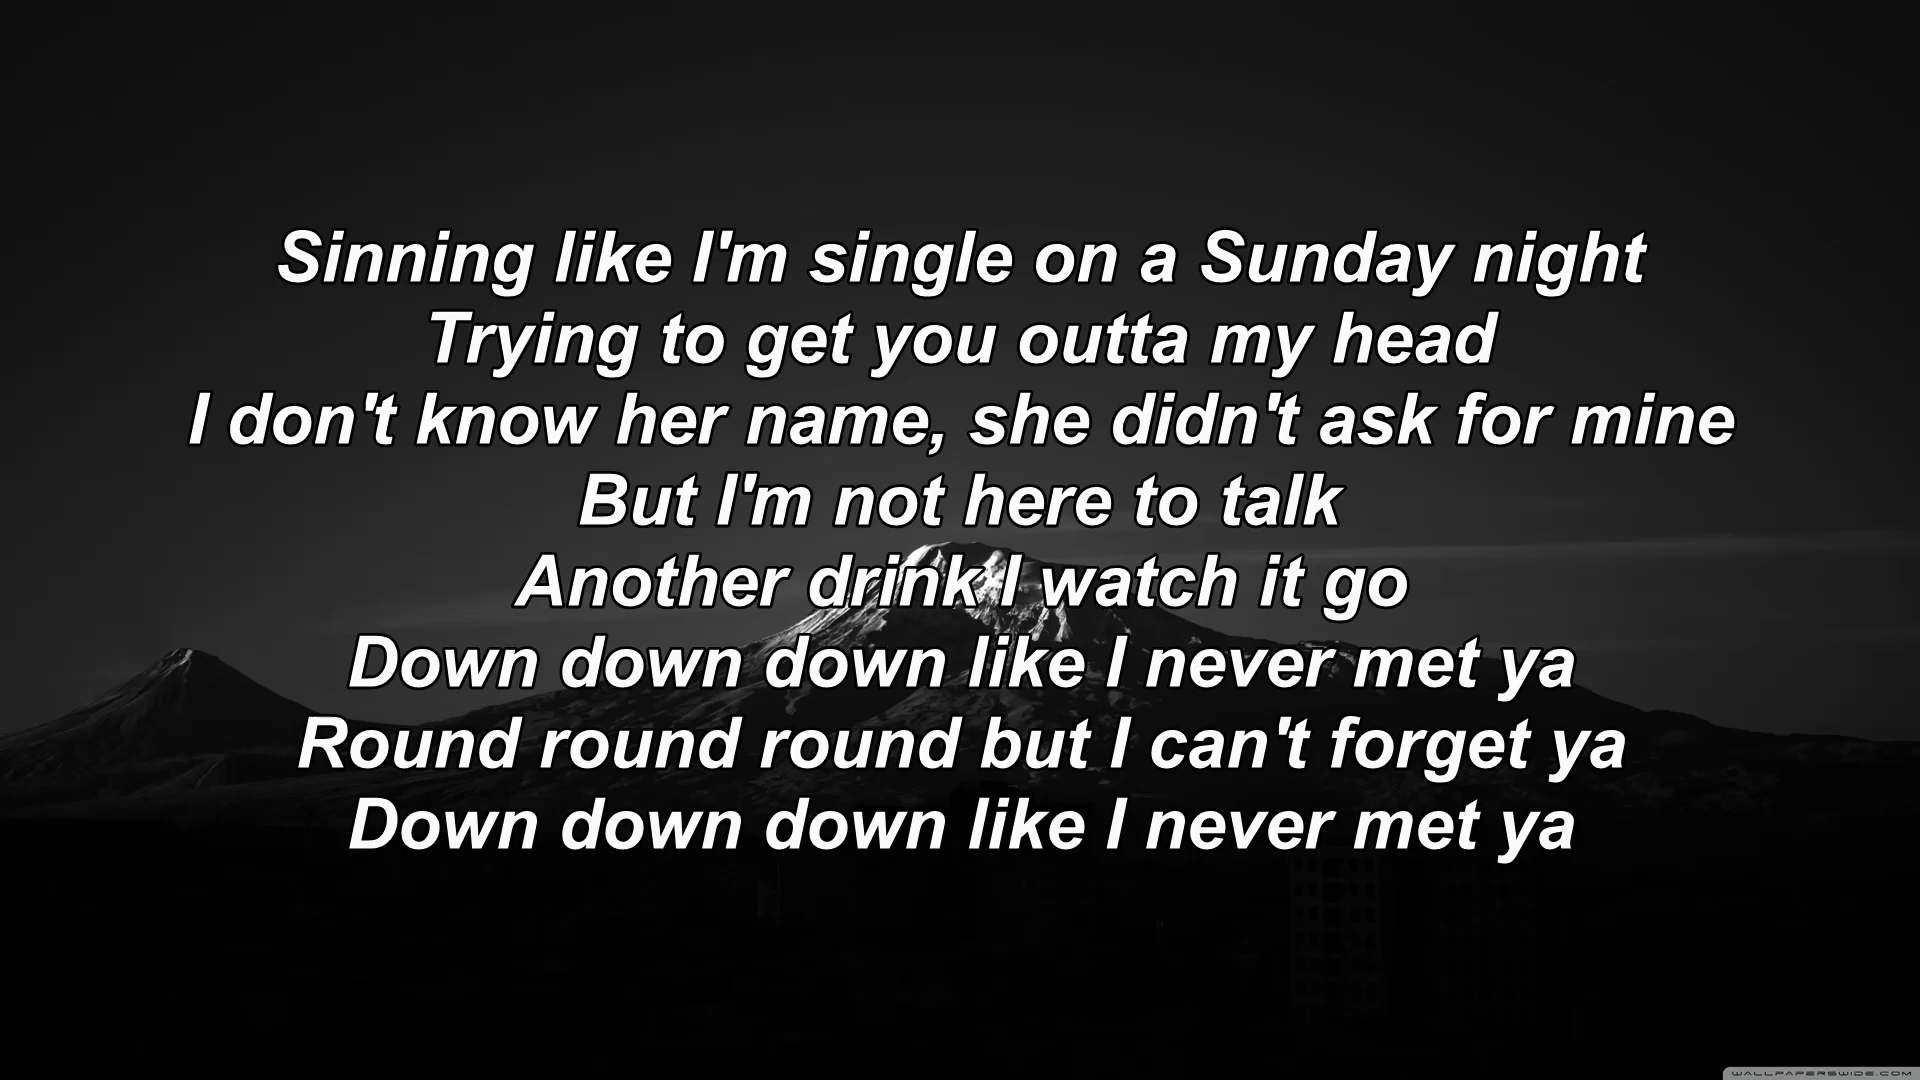 Sinning like I'm single on a Sunday night
Trying to get you outta my head
I don't know her name, she didn't ask for mine
But I'm not here to talk
Another drink I watch it go
Down down down like I never met ya
Round round round but I can't forget ya
Down down down like I never met ya
WALLPAPERSWIDE.COM